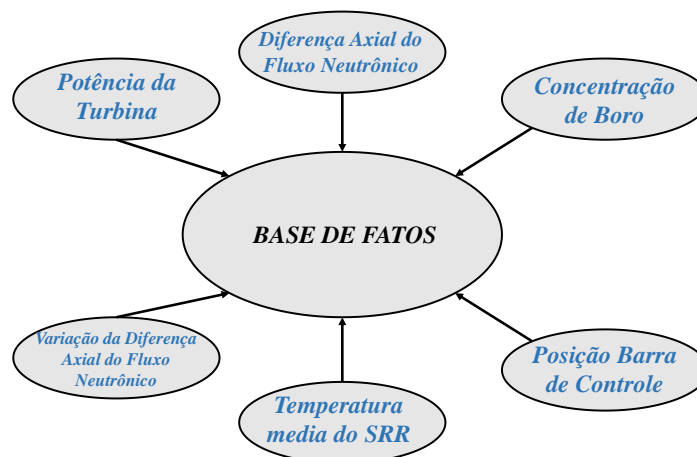 Diferença Axial do
Fluxo Neutrônico
Potência da
Turbina
Concentração
de Boro
BASE DE FATOS
Variação da Diferença
Axial do Fluxo
Neutrônico
Temperatura
media do SRR
Posição Barra
de Controle